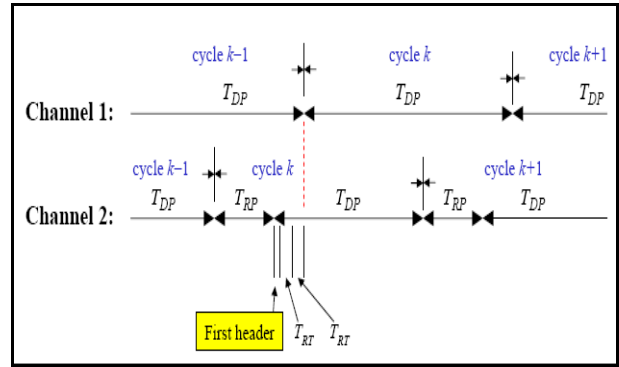 cycle k−1 cycle k cycle k+1
T_DP T_DP T_DP
Channel 1:
cycle k−1 cycle k cycle k+1
T_DP T_RP T_DP T_RP T_DP
Channel 2:
First header T_RT T_RT